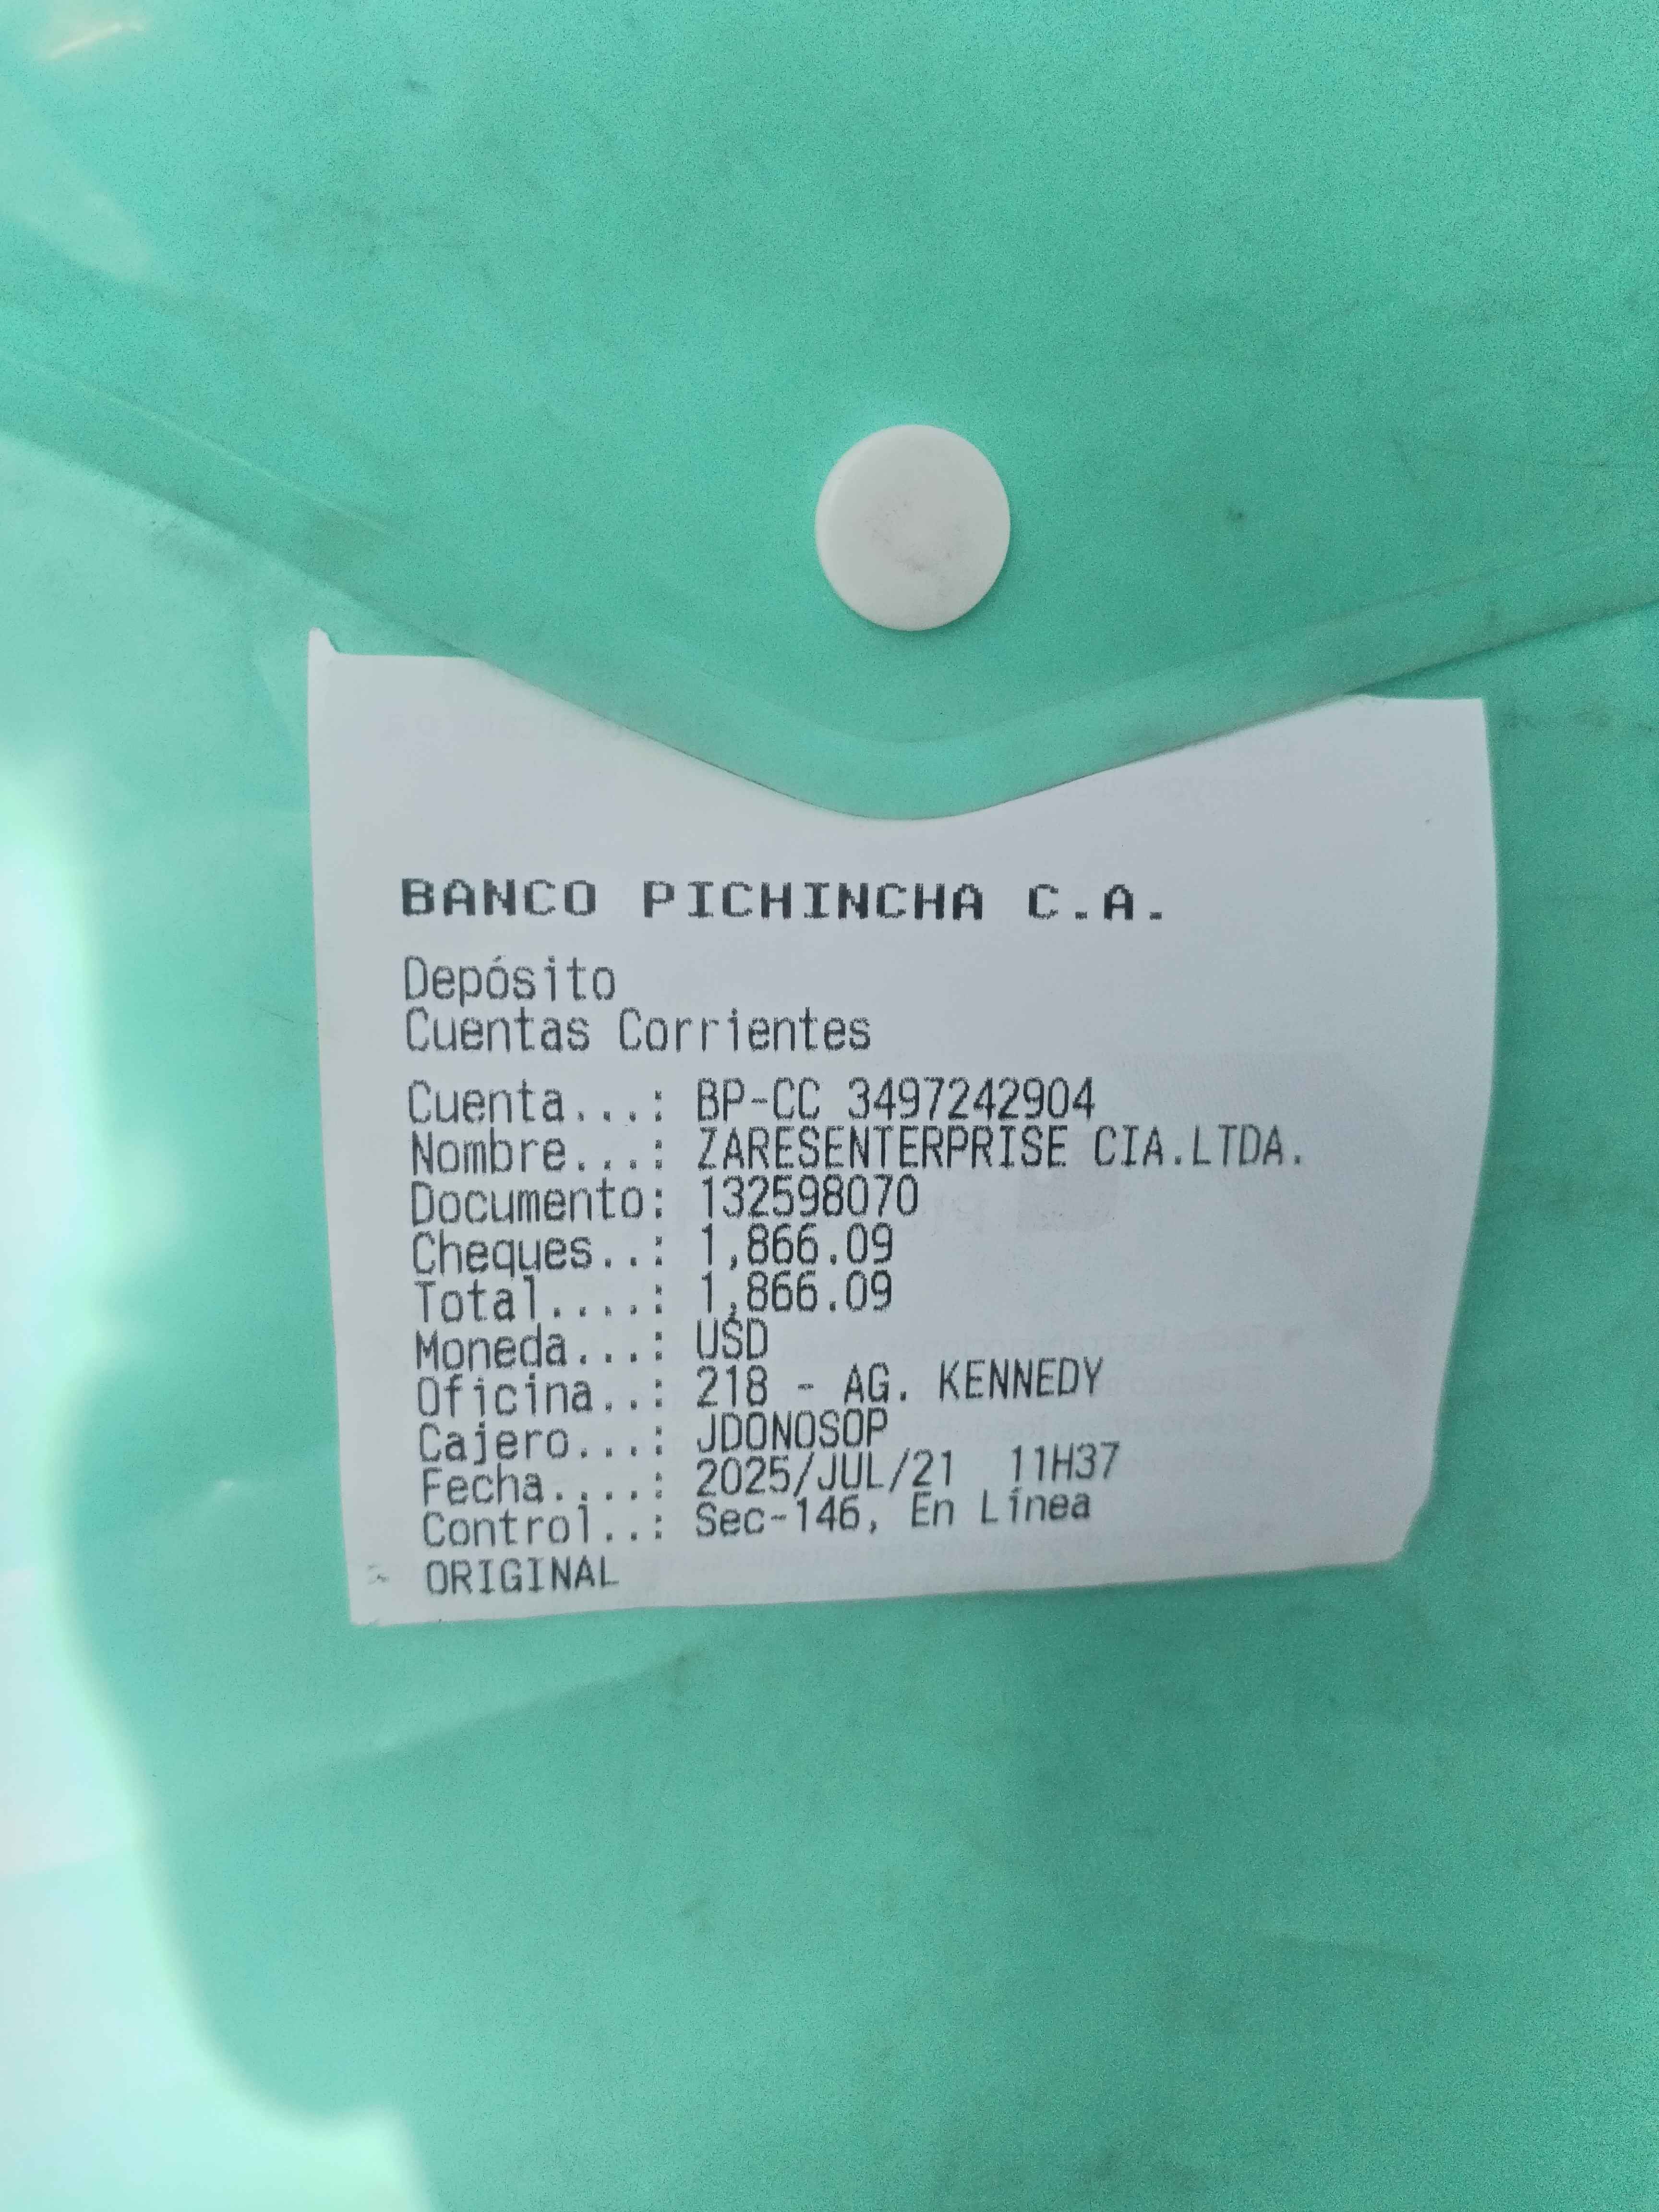 BANCO PICHINCHA C.A.
Depósito
Cuentas Corrientes
Cuenta...: BP-CC 3497242904
Nombre...: ZARESENTERPRISE CIA.LTDA.
Documento: 132598070
Cheques..: 1,866.09
Total....: 1,866.09
Moneda...: USD
Oficina..: 218 - AG. KENNEDY
Cajero...: JDONOSOP
Fecha....: 2025/JUL/21 11H37
Control..: Sec-146, En Línea
ORIGINAL